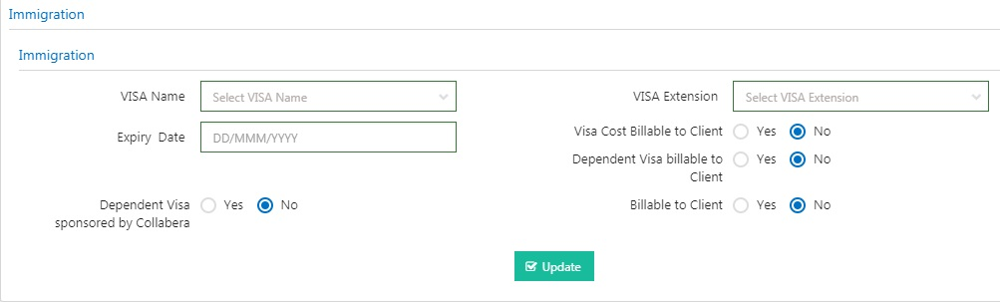 Immigration
Immigration
VISA Name Select VISA Name VISA Extension Select VISA Extension
Expiry Date DD/MMM/YYYY Visa Cost Billable to Client Yes No
Dependent Visa billable to Yes No
Client
Dependent Visa Yes No Billable to Client Yes No
sponsored by Collabera
Update